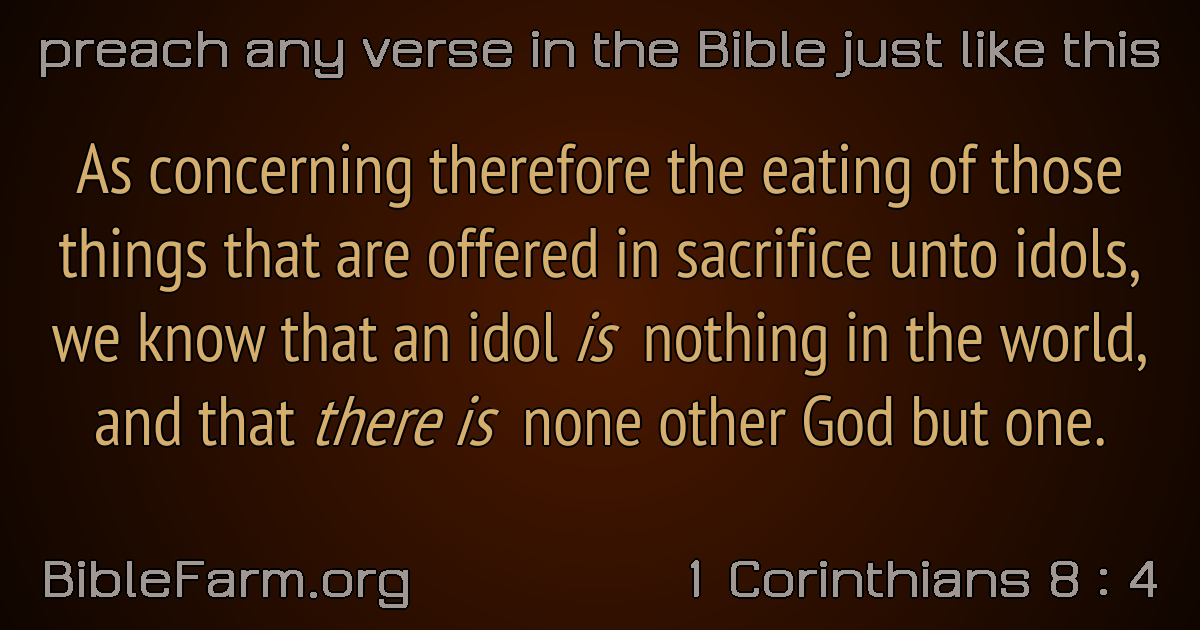 preach any verse in the Bible just like this
As concerning therefore the eating of those
things that are offered in sacrifice unto idols,
we know that an idol is nothing in the world,
and that there is none other God but one.
BibleFarm.org
1 Corinthians 8 : 4